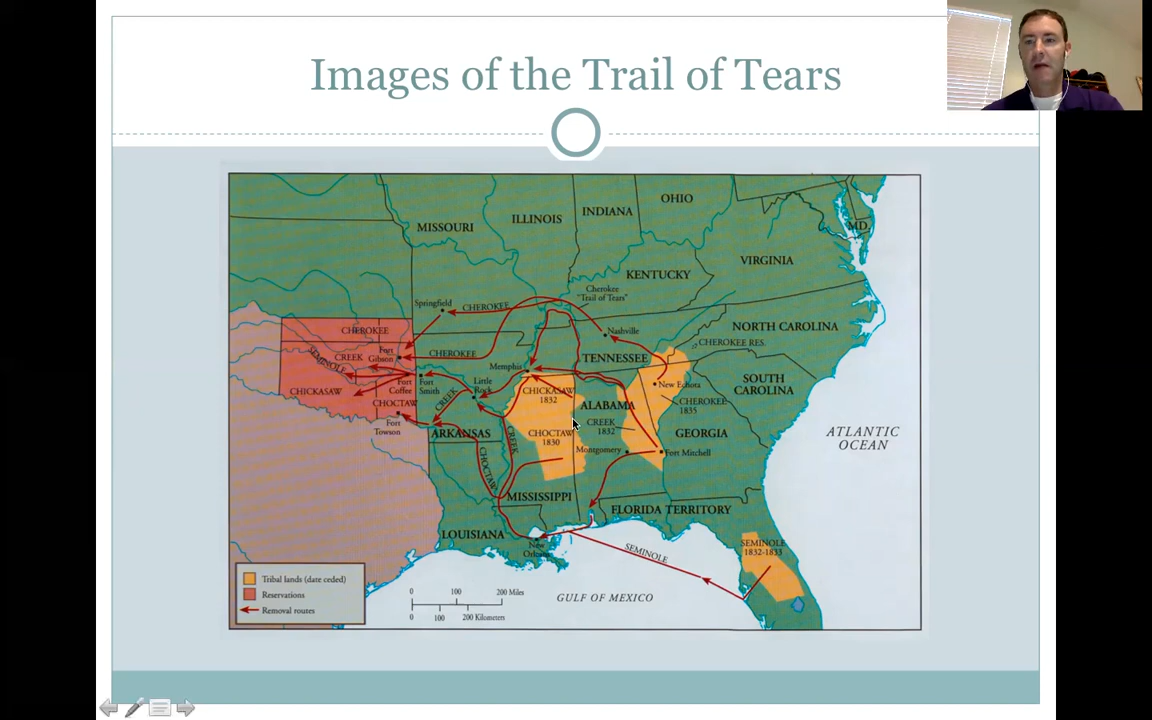 Images of the Trail of Tears
MISSOURI
ILLINOIS
INDIANA
OHIO
MD.
KENTUCKY
VIRGINIA
Cherokee
"Trail of Tears"
Springfield
CHEROKEE
Nashville
NORTH CAROLINA
CHEROKEE RES.
CHEROKEE
CREEK
Fort
Gibson
CHEROKEE
SEMINOLE
Memphis
TENNESSEE
SOUTH
CAROLINA
CHICKASAW
Fort
Coffee
Fort
Smith
Little
Rock
CHICKASAW
1832
New Echota
CHEROKEE
1835
CHOCTAW
Fort
Towson
CREEK
ALABAMA
CREEK
1832
ARKANSAS
CREEK
CHOCTAW
1830
GEORGIA
ATLANTIC
OCEAN
Montgomery
Fort Mitchell
CHOCTAW
MISSISSIPPI
FLORIDA TERRITORY
LOUISIANA
New
Orleans
SEMINOLE
SEMINOLE
1832-1833
Tribal lands (date ceded)
Reservations
Removal routes
0 100 200 Miles
0 100 200 Kilometers
GULF OF MEXICO